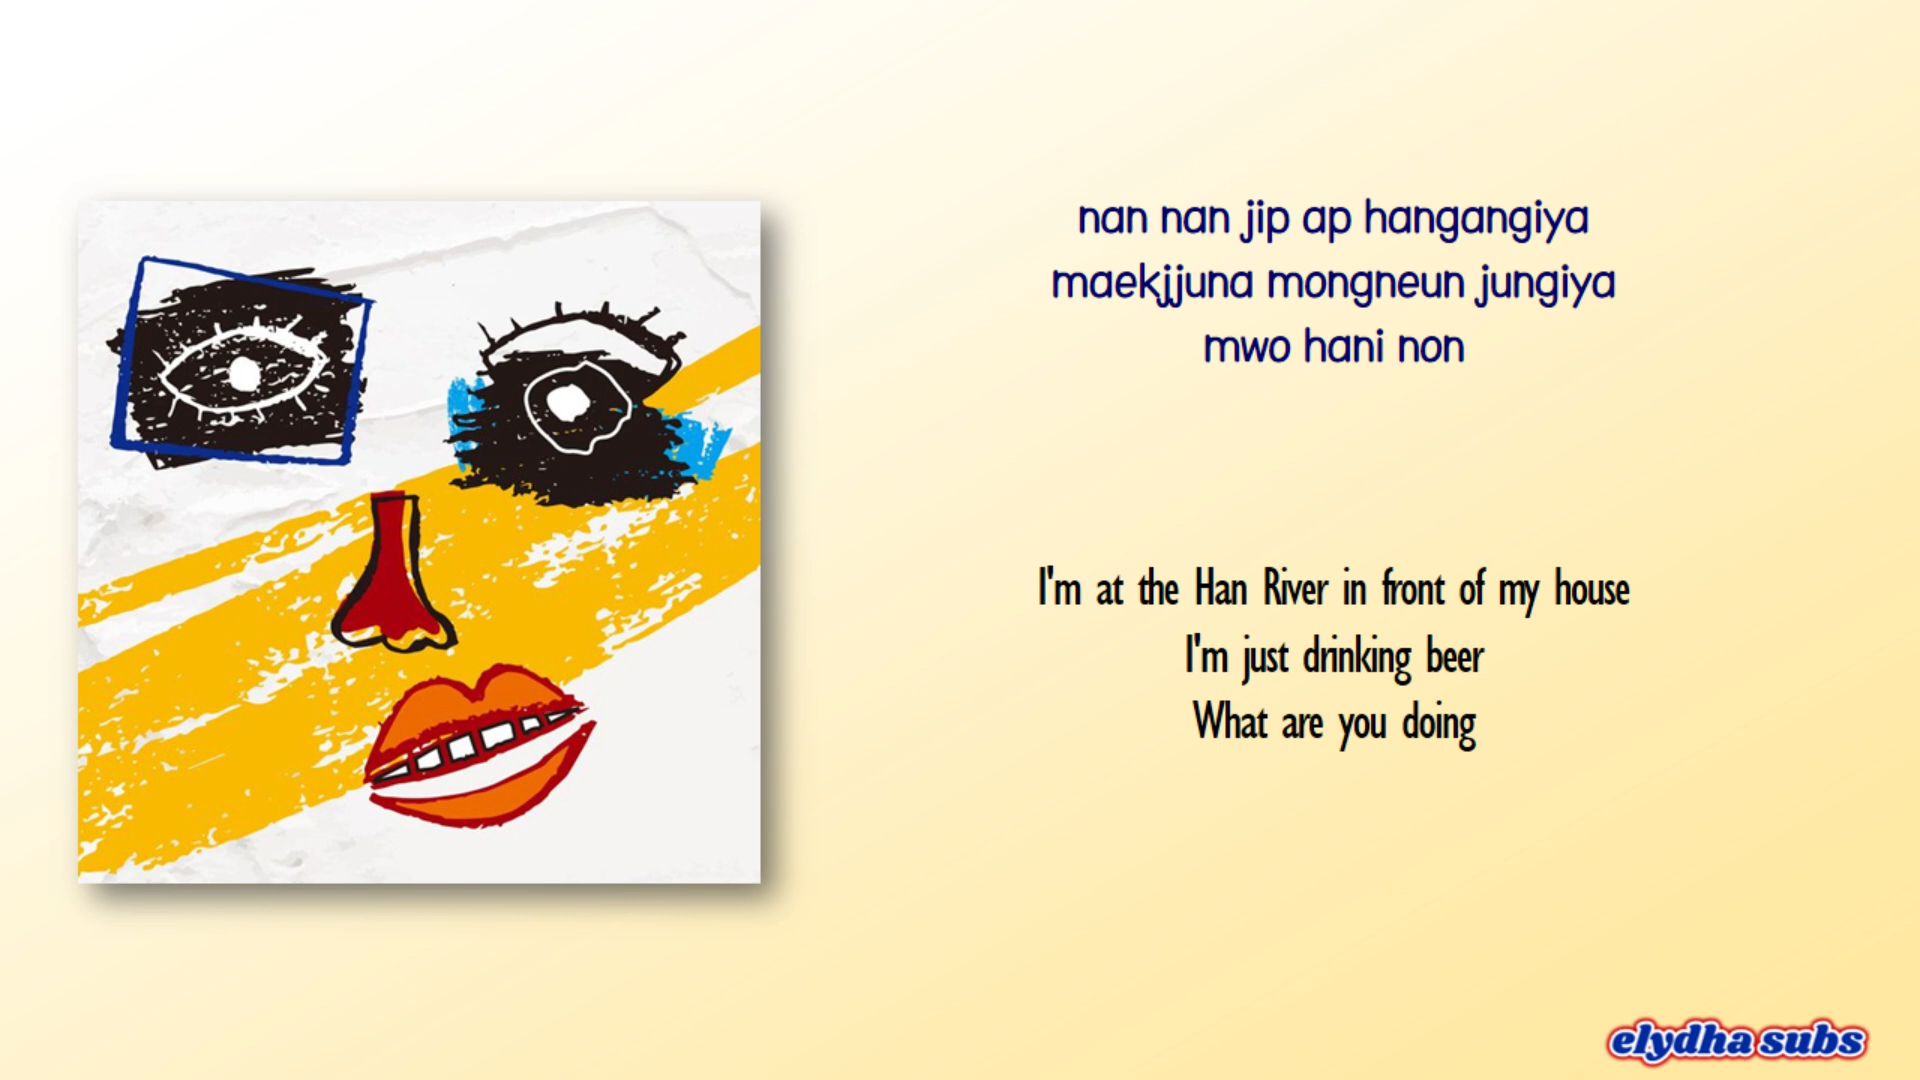 nan nan jip ap hangangiya
maekjjuna mongneun jungiya
mwo hani non
I'm at the Han River in front of my house
I'm just drinking beer
What are you doing
elydha subs